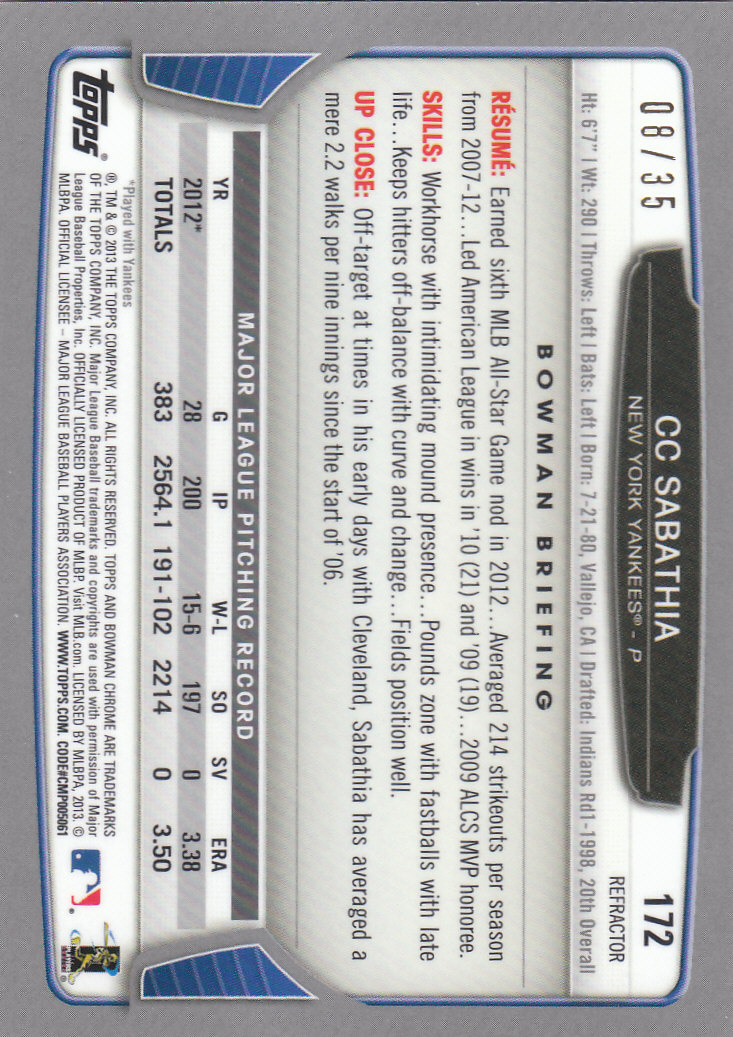 08/35
CC SABATHIA
NEW YORK YANKEES® - P
172
REFRACTOR
Ht: 6'7" | Wt: 290 | Throws: Left | Bats: Left | Born: 7-21-80, Vallejo, CA | Drafted: Indians Rd1-1998, 20th Overall
BOWMAN BRIEFING
RÉSUMÉ: Earned sixth MLB All-Star Game nod in 2012...Averaged 214 strikeouts per season
from 2007-12...Led American League in wins in '10 (21) and '09 (19)...2009 ALCS MVP honoree.
SKILLS: Workhorse with intimidating mound presence...Pounds zone with fastballs with late
life...Keeps hitters off-balance with curve and change...Fields position well.
UP CLOSE: Off-target at times in his early days with Cleveland, Sabathia has averaged a
mere 2.2 walks per nine innings since the start of '06.
MAJOR LEAGUE PITCHING RECORD
YR G IP W-L SO SV ERA
2012* 28 200 15-6 197 0 3.38
TOTALS 383 2564.1 191-102 2214 0 3.50
*Played with Yankees
topps®
®, TM & © 2013 THE TOPPS COMPANY, INC. ALL RIGHTS RESERVED. TOPPS AND BOWMAN CHROME ARE TRADEMARKS
OF THE TOPPS COMPANY, INC. Major League Baseball trademarks and copyrights are used with permission of Major
League Baseball Properties, Inc. OFFICIALLY LICENSED PRODUCT OF MLBP. Visit MLB.com. LICENSED BY MLBPA, 2013. ©
MLBPA. OFFICIAL LICENSEE – MAJOR LEAGUE BASEBALL PLAYERS ASSOCIATION. WWW.TOPPS.COM. CODE#CMP005061